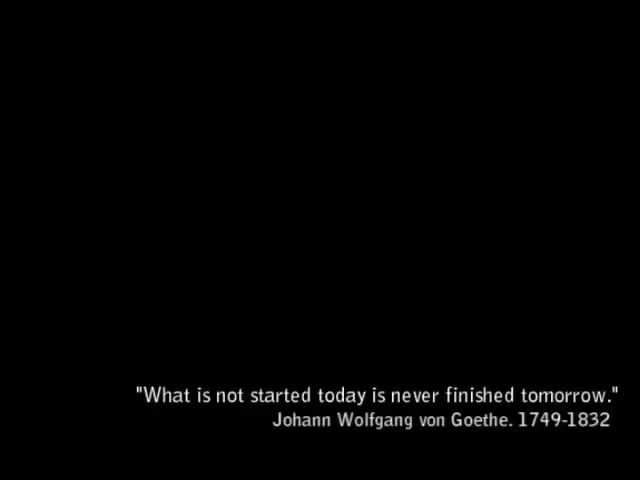 "What is not started today is never finished tomorrow."
Johann Wolfgang von Goethe. 1749-1832